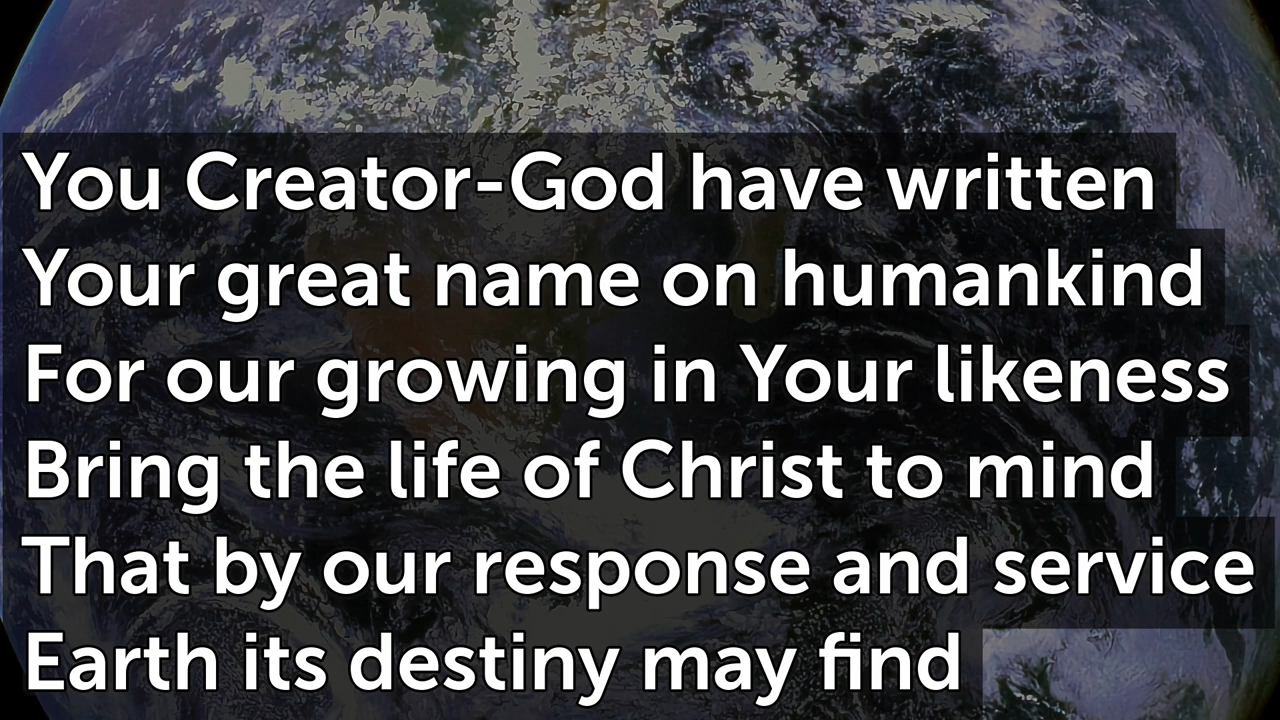 You Creator-God have written
Your great name on humankind
For our growing in Your likeness
Bring the life of Christ to mind
That by our response and service
Earth its destiny may find